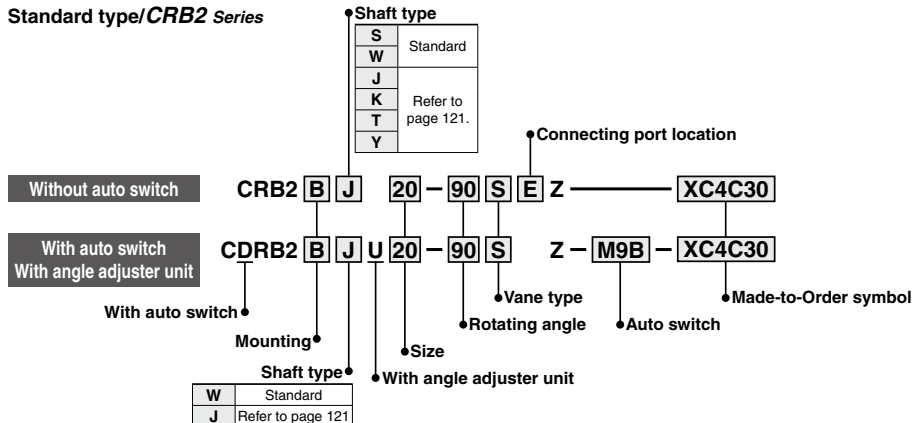 Standard type/CRB2 Series
Shaft type
S
W
Standard
J
K
T
Y
Refer to
page 121.
Connecting port location
Without auto switch
CRB2 B J 20 – 90 S E Z – XC4C30
With auto switch
With angle adjuster unit
CDRB2 B J U 20 – 90 S Z – M9B – XC4C30
With auto switch
Mounting
Shaft type
W Standard
J Refer to page 121
With angle adjuster unit
Size
Rotating angle
Vane type
Auto switch
Made-to-Order symbol